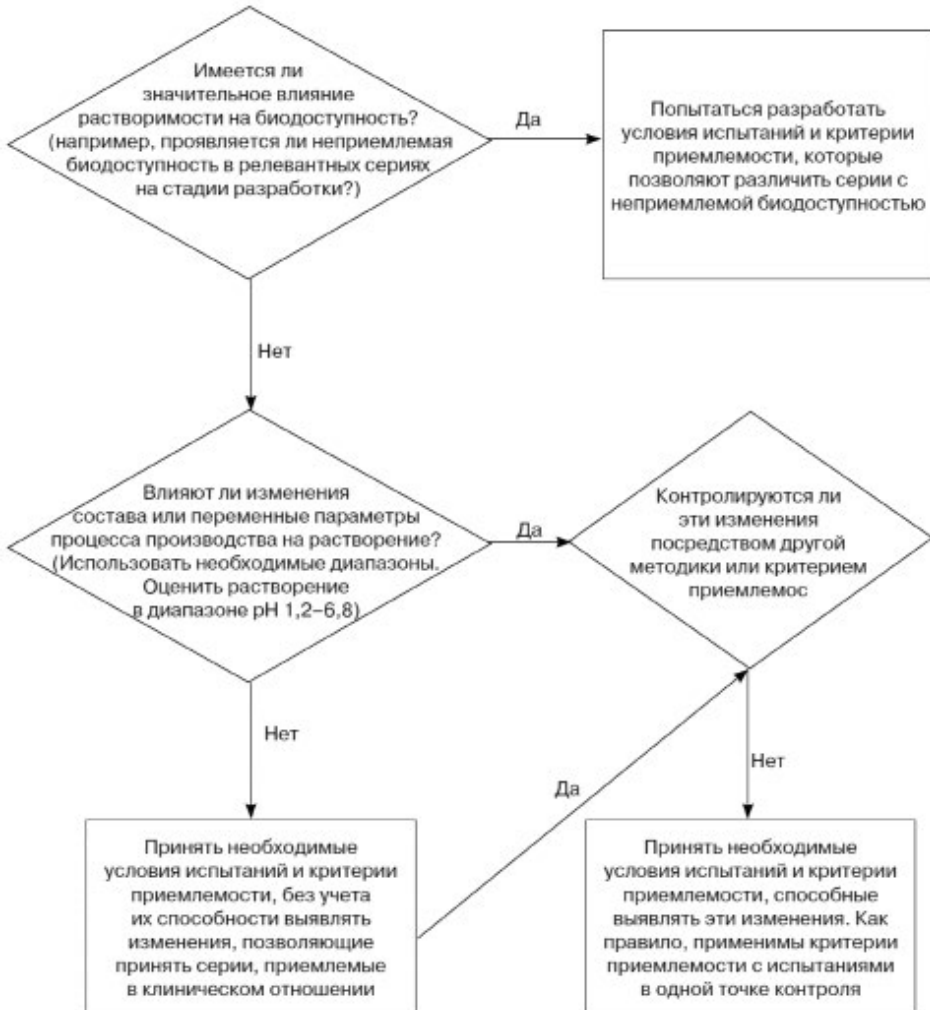 Имеется ли
значительное влияние
растворимости на биодоступность?
(например, проявляется ли неприемлемая
биодоступность в релевантных сериях
на стадии разработки?)
Да
Попытаться разработать
условия испытаний и критерии
приемлемости, которые
позволяют различить серии с
неприемлемой биодоступностью
Нет
Влияют ли изменения
состава или переменные параметры
процесса производства на растворение?
(Использовать необходимые диапазоны.
Оценить растворение
в диапазоне pH 1,2–6,8)
Да
Контролируются ли
эти изменения
посредством другой
методики или критерием
приемлемос
Нет
Да
Нет
Принять необходимые
условия испытаний и критерии
приемлемости, без учета
их способности выявлять
изменения, позволяющие
принять серии, приемлемые
в клиническом отношении
Принять необходимые
условия испытаний и критерии
приемлемости, способные
выявлять эти изменения. Как
правило, применимы критерии
приемлемости с испытаниями
в одной точке контроля